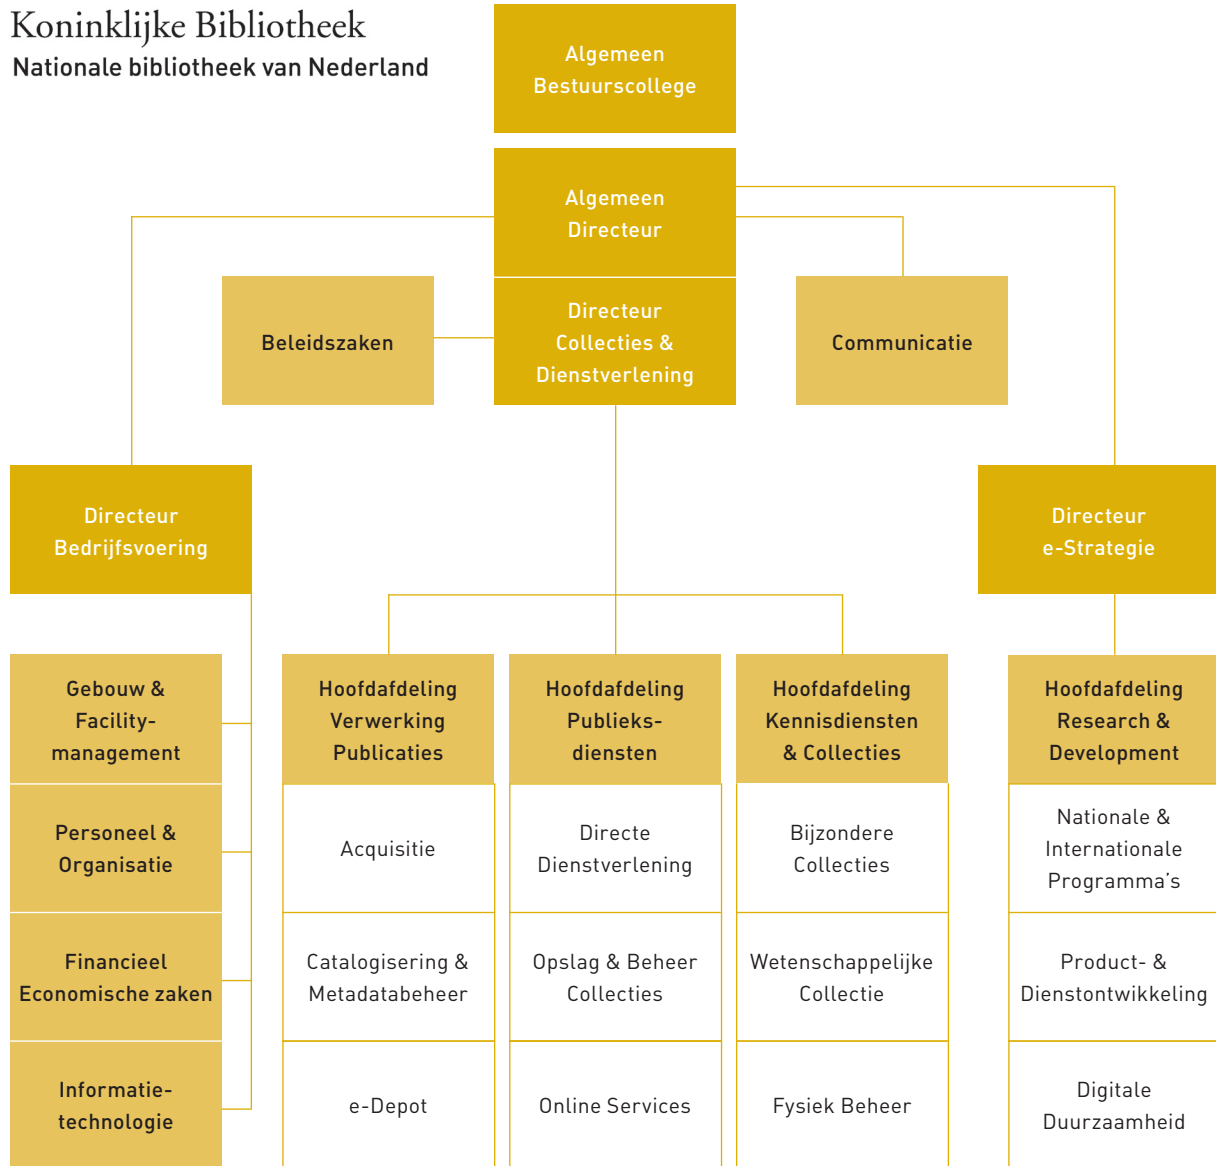 Koninklijke Bibliotheek
Nationale bibliotheek van Nederland
Algemeen
Bestuurscollege
Algemeen
Directeur
Beleidszaken
Directeur
Collecties &
Dienstverlening
Communicatie
Directeur
Bedrijfsvoering
Directeur
e-Strategie
Gebouw &
Facility-
management
Personeel &
Organisatie
Financieel
Economische zaken
Informatie-
technologie
Hoofdafdeling
Verwerking
Publicaties
Acquisitie
Catalogisering &
Metadatabeheer
e-Depot
Hoofdafdeling
Publieks-
diensten
Directe
Dienstverlening
Opslag & Beheer
Collecties
Online Services
Hoofdafdeling
Kennisdiensten
& Collecties
Bijzondere
Collecties
Wetenschappelijke
Collectie
Fysiek Beheer
Hoofdafdeling
Research &
Development
Nationale &
Internationale
Programma’s
Product- &
Dienstontwikkeling
Digitale
Duurzaamheid